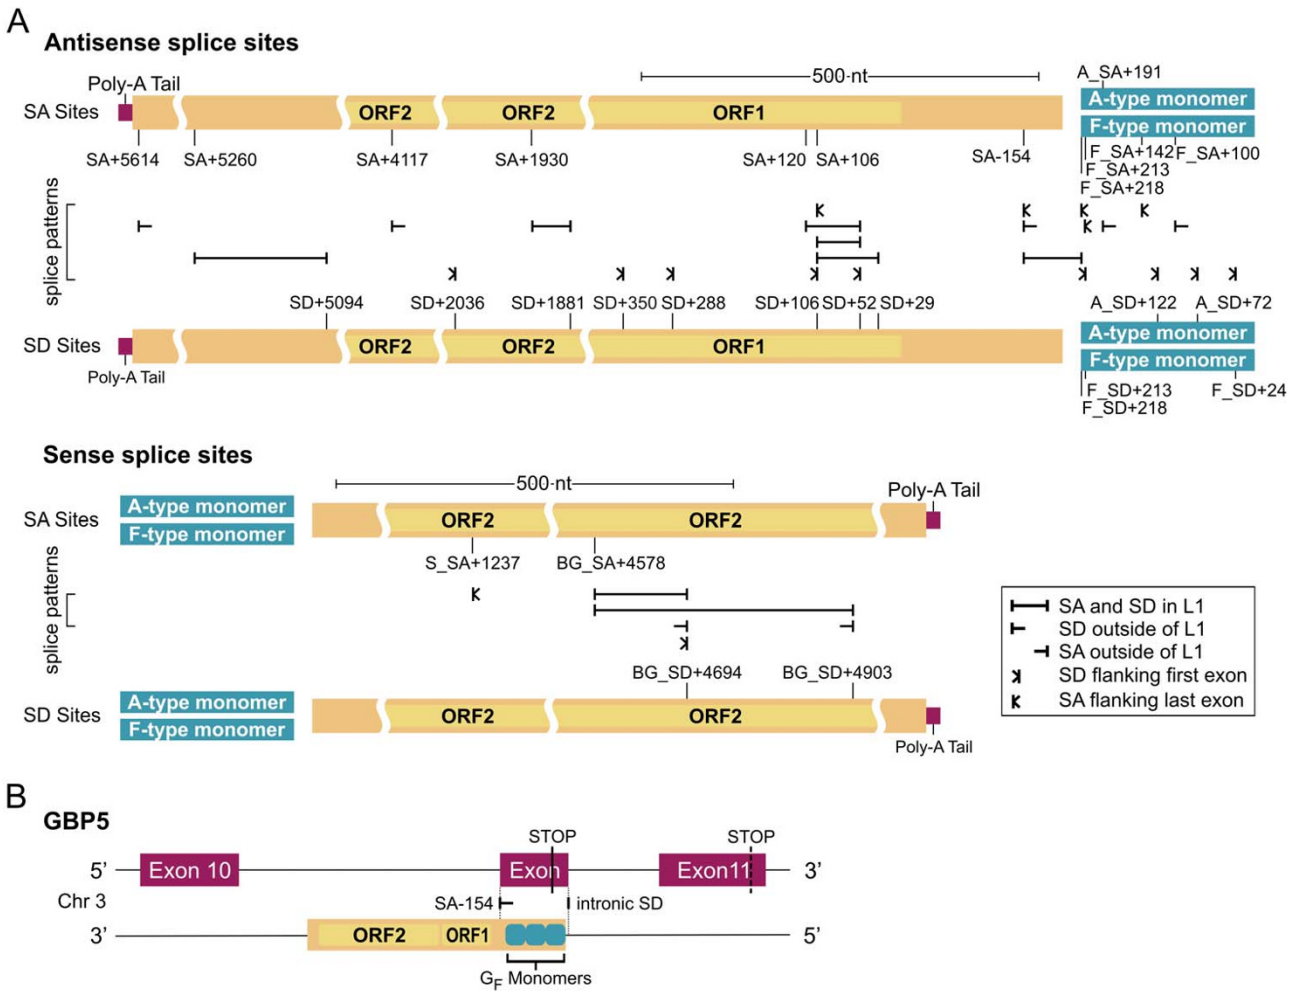 A
Antisense splice sites
Poly-A Tail
500 nt
A_SA+191
SA Sites
ORF2
ORF2
ORF1
A-type monomer
F-type monomer
SA+5614
SA+5260
SA+4117
SA+1930
SA+120
SA+106
SA-154
F_SA+142
F_SA+100
F_SA+213
F_SA+218
splice patterns
SD+5094
SD+2036
SD+1881
SD+350
SD+288
SD+106
SD+52
SD+29
A_SD+122
A_SD+72
SD Sites
ORF2
ORF2
ORF1
A-type monomer
F-type monomer
Poly-A Tail
F_SD+213
F_SD+24
F_SD+218
Sense splice sites
500 nt
Poly-A Tail
SA Sites
A-type monomer
F-type monomer
ORF2
ORF2
S_SA+1237
BG_SA+4578
splice patterns
BG_SD+4694
BG_SD+4903
SD Sites
A-type monomer
F-type monomer
ORF2
ORF2
Poly-A Tail
SA and SD in L1
SD outside of L1
SA outside of L1
SD flanking first exon
SA flanking last exon
B
GBP5
STOP
STOP
5’
Exon 10
Exon
Exon11
3’
Chr 3
SA-154
intronic SD
3’
ORF2
ORF1
5’
GF Monomers